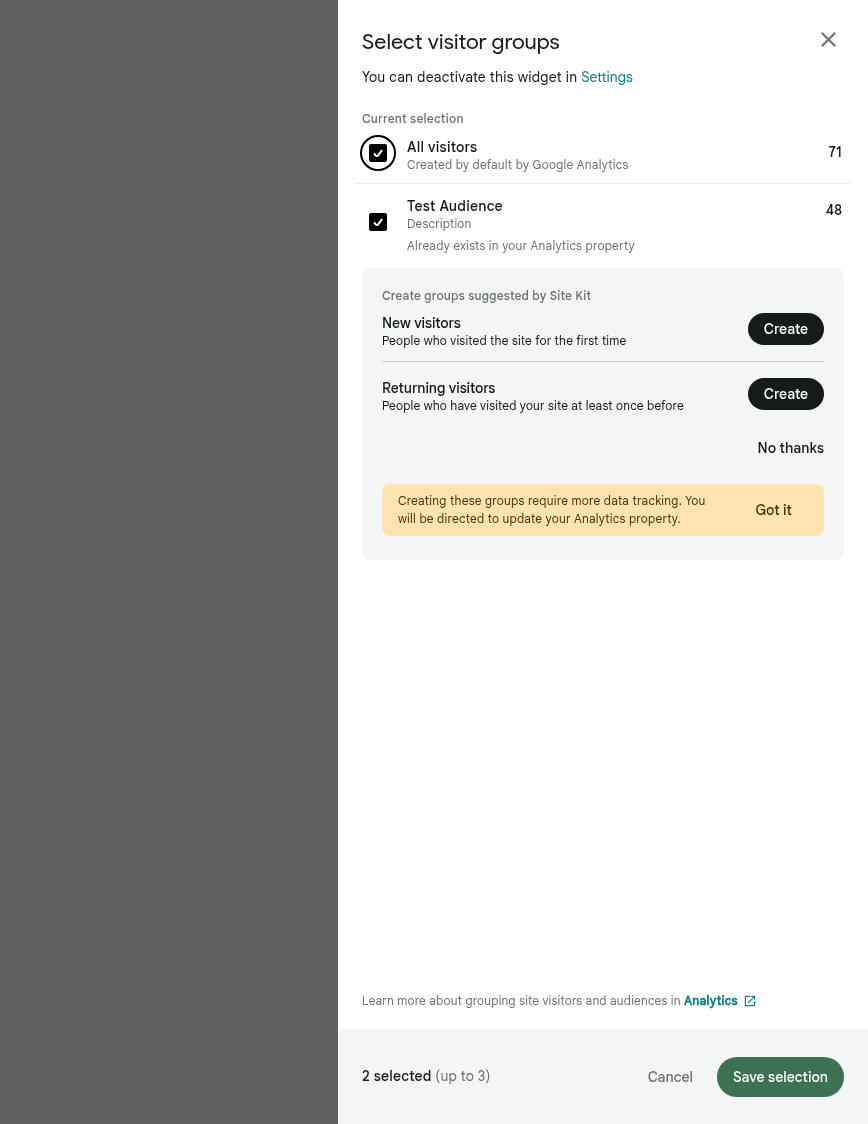 Select visitor groups
You can deactivate this widget in Settings
Current selection
All visitors
71
Created by default by Google Analytics
Test Audience
48
Description
Already exists in your Analytics property
Create groups suggested by Site Kit
New visitors
People who visited the site for the first time
Create
Returning visitors
People who have visited your site at least once before
Create
No thanks
Creating these groups require more data tracking. You
will be directed to update your Analytics property.
Got it
Learn more about grouping site visitors and audiences in Analytics
2 selected (up to 3)
Cancel
Save selection